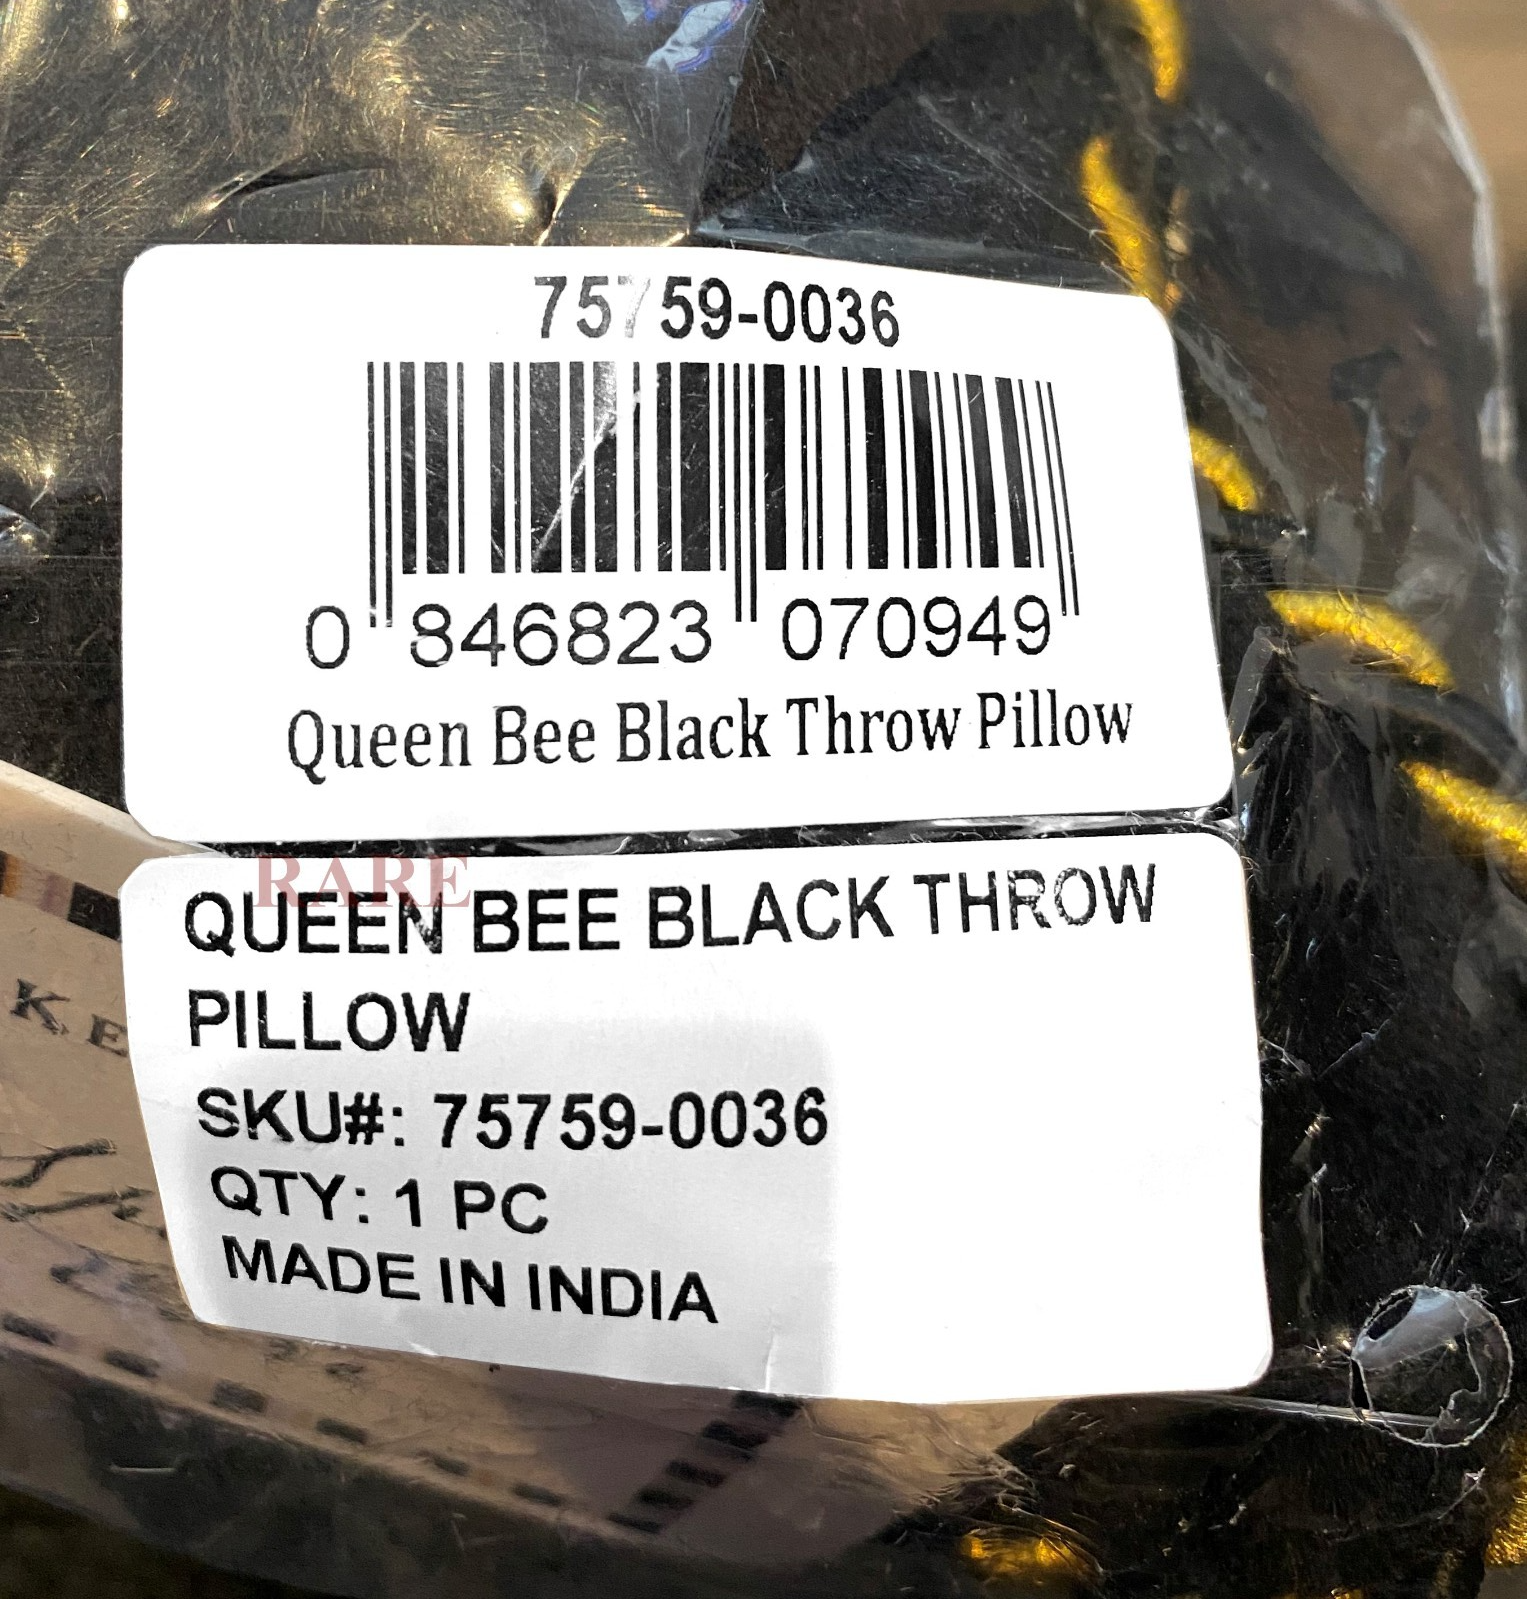 75759-0036
0 846823 070949
Queen Bee Black Throw Pillow
RARE
QUEEN BEE BLACK THROW
PILLOW
KE
SKU#: 75759-0036
QTY: 1 PC
MADE IN INDIA